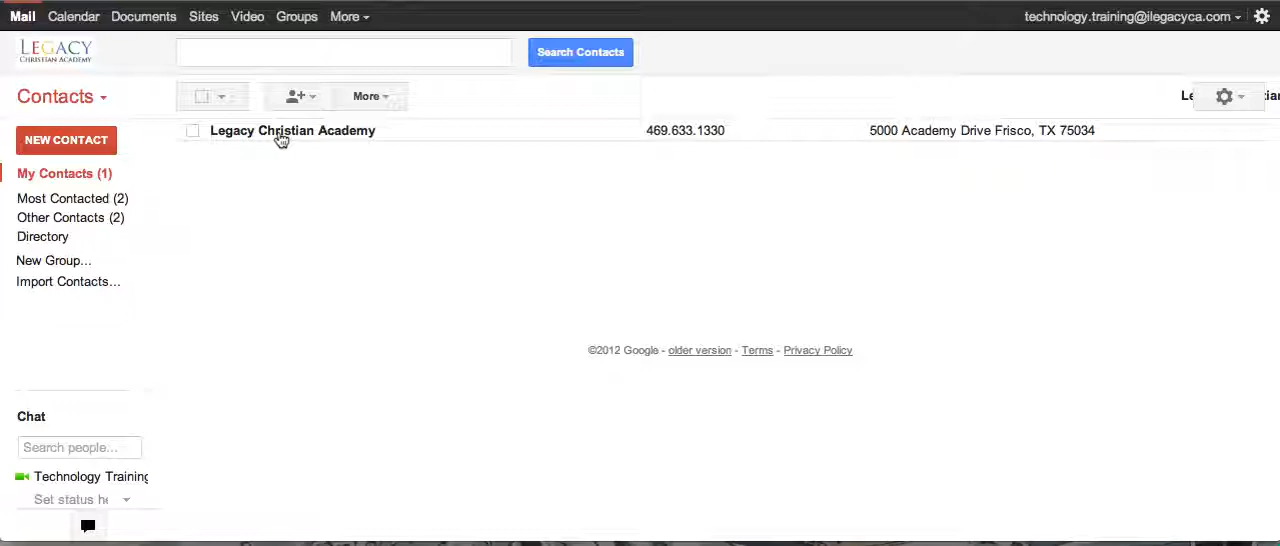 Mail Calendar Documents Sites Video Groups More
technology.training@ilegacyca.com
LEGACY
CHRISTIAN ACADEMY
Search Contacts
Contacts
More
NEW CONTACT
Legacy Christian Academy 469.633.1330 5000 Academy Drive Frisco, TX 75034
My Contacts (1)
Most Contacted (2)
Other Contacts (2)
Directory
New Group...
Import Contacts...
©2012 Google - older version - Terms - Privacy Policy
Chat
Search people...
Technology Training
Set status